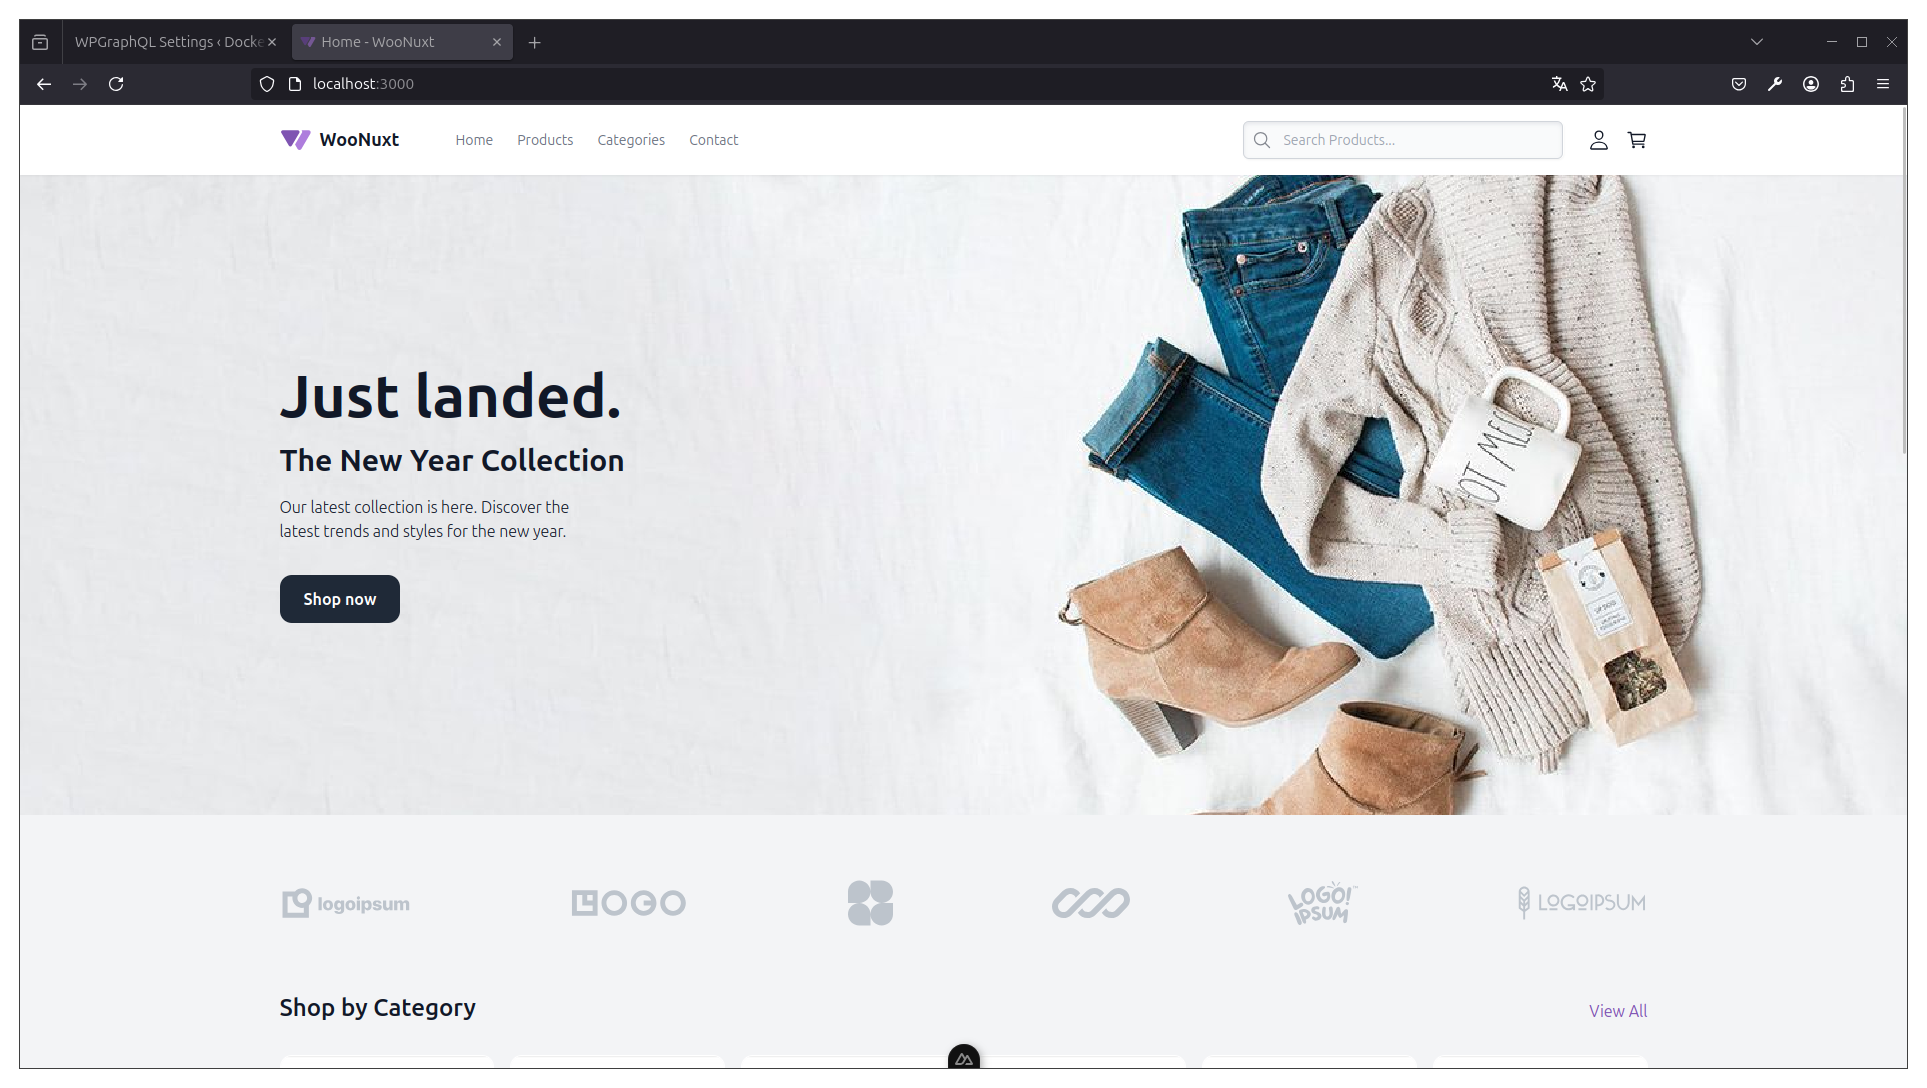 WPGraphQL Settings ‹ Docke
Home - WooNuxt
localhost:3000
WooNuxt
Home
Products
Categories
Contact
Search Products...
Just landed.
The New Year Collection
Our latest collection is here. Discover the
latest trends and styles for the new year.
Shop now
logoipsum
LOGO
LOGO!
IPSUM
LOGOIPSUM
Shop by Category
View All